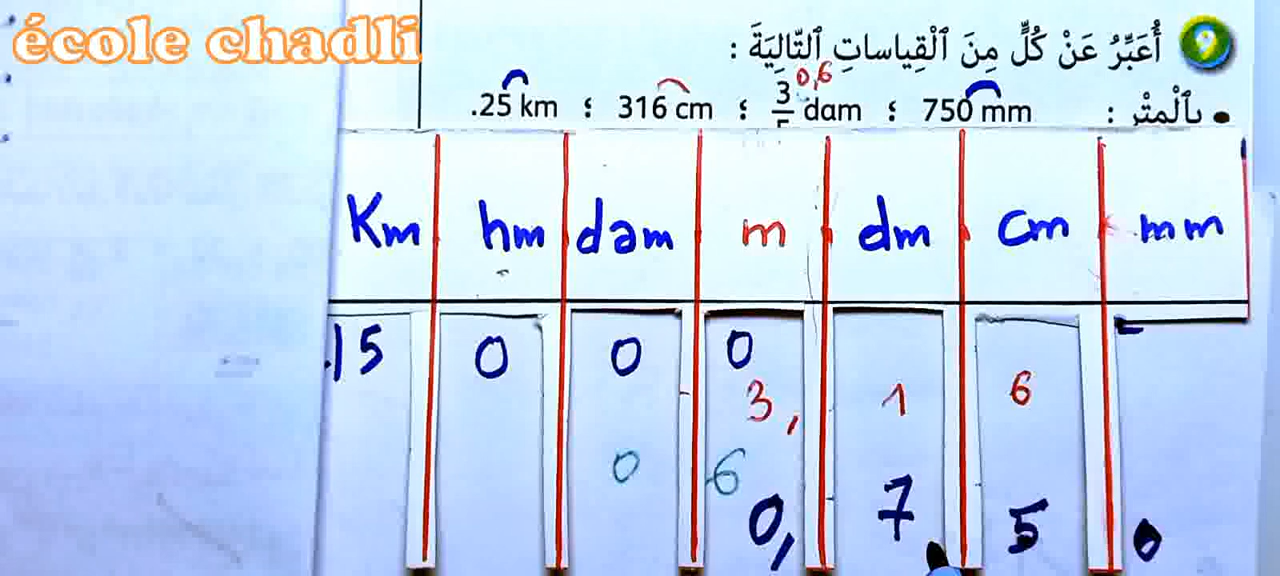 école chadli
9 أُعَبِّرُ عَنْ كُلٍّ مِنَ ٱلْقِياساتِ ٱلتّالِيَةَ :
0,6
• بِٱلْمِتْرِ : 750 mm ؛ 3/5 dam ؛ 316 cm ؛ 25 km.
Km hm dam m dm cm mm
15 0 0 0
3, 1 6
0 6
0, 7 5 0